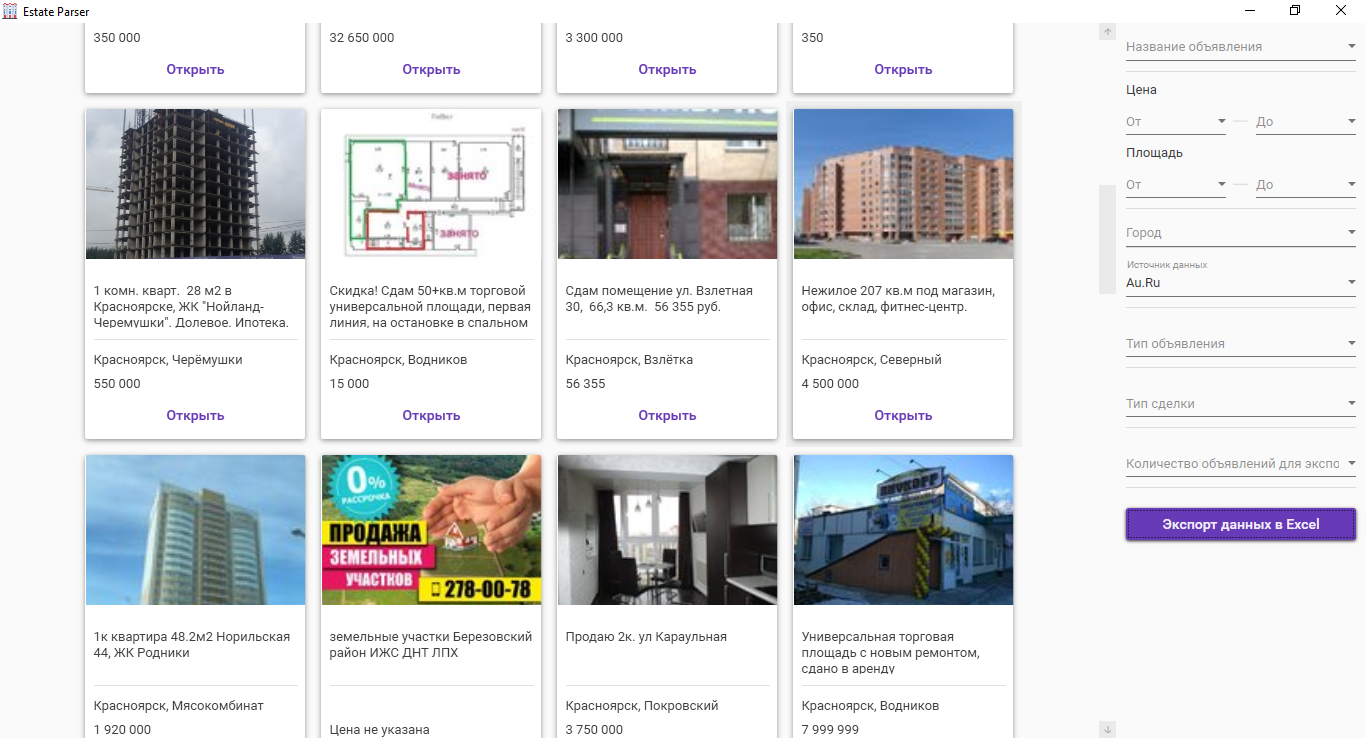 Estate Parser
350 000
32 650 000
3 300 000
350
Открыть
Открыть
Открыть
Открыть
занято
занято
занято
1 комн. кварт.  28 м2 в
Красноярске, ЖК "Нойланд-
Черемушки". Долевое. Ипотека.
Красноярск, Черёмушки
550 000
Открыть
Скидка! Сдам 50+кв.м торговой
универсальной площади, первая
линия, на остановке в спальном
Красноярск, Водников
15 000
Открыть
Сдам помещение ул. Взлетная
30,  66,3 кв.м.  56 355 руб.
Красноярск, Взлётка
56 355
Открыть
Нежилое 207 кв.м под магазин,
офис, склад, фитнес-центр.
Красноярск, Северный
4 500 000
Открыть
1к квартира 48.2м2 Норильская
44, ЖК Родники
Красноярск, Мясокомбинат
1 920 000
0%
РАССРОЧКА
ПРОДАЖА
ЗЕМЕЛЬНЫХ
УЧАСТКОВ
278-00-78
земельные участки Березовский
район ИЖС ДНТ ЛПХ
Цена не указана
Продаю 2к. ул Караульная
Красноярск, Покровский
3 750 000
Универсальная торговая
площадь с новым ремонтом,
сдано в аренду
Красноярск, Водников
7 999 999
Название объявления
Цена
От
До
Площадь
От
До
Город
Источник данных
Au.Ru
Тип объявления
Тип сделки
Количество объявлений для экспо
Экспорт данных в Excel